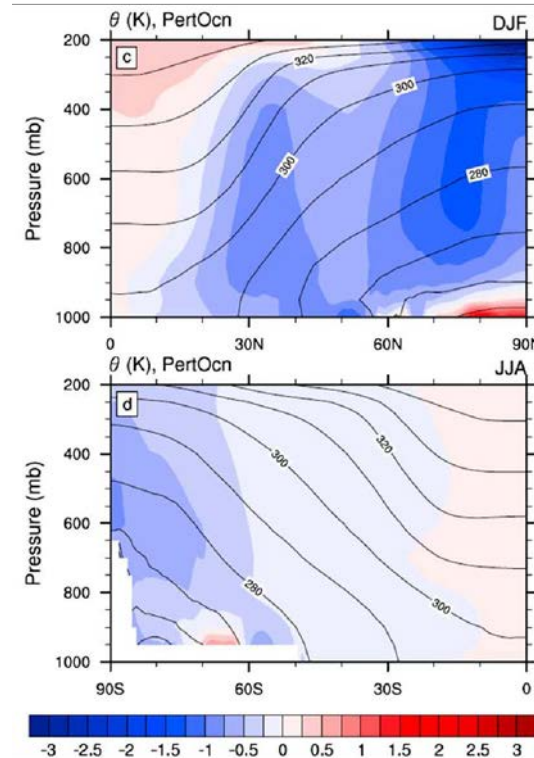 θ (K), PertOcn DJF
c
200
320
400
300
Pressure (mb)
600
300
280
800
1000
0 30N 60N 90N
θ (K), PertOcn JJA
d
200
320
400
300
Pressure (mb)
600
280
800
300
1000
90S 60S 30S 0
-3 -2.5 -2 -1.5 -1 -0.5 0 0.5 1 1.5 2 2.5 3